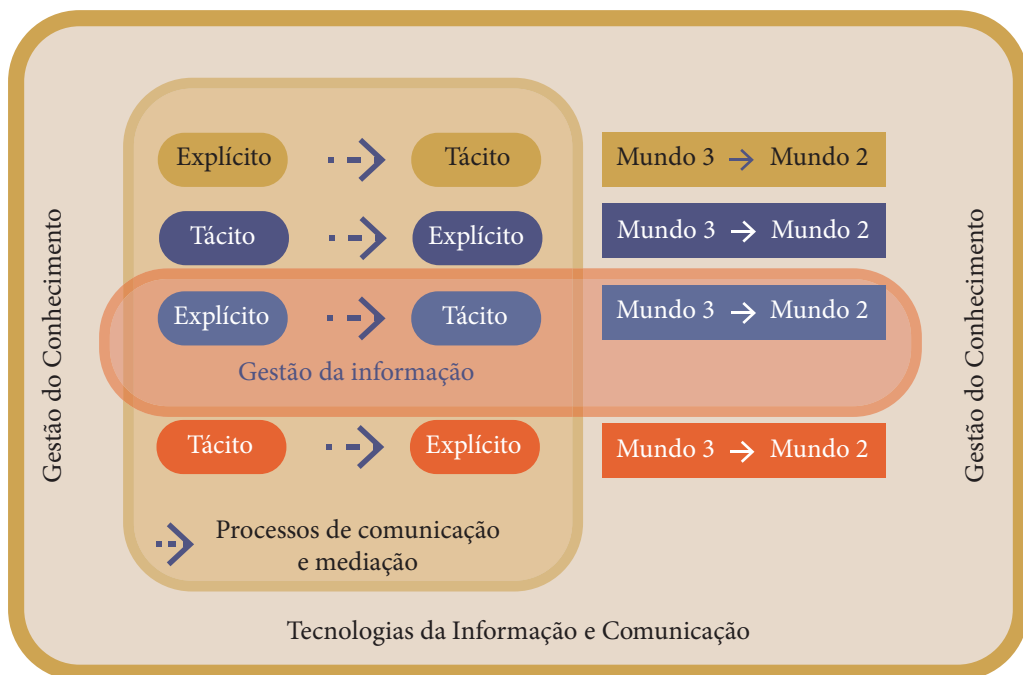 Explícito Tácito Mundo 3 → Mundo 2
Tácito Explícito Mundo 3 → Mundo 2
Explícito Tácito Mundo 3 → Mundo 2
Gestão da informação
Tácito Explícito Mundo 3 → Mundo 2
Processos de comunicação
e mediação
Tecnologias da Informação e Comunicação
Gestão do Conhecimento
Gestão do Conhecimento